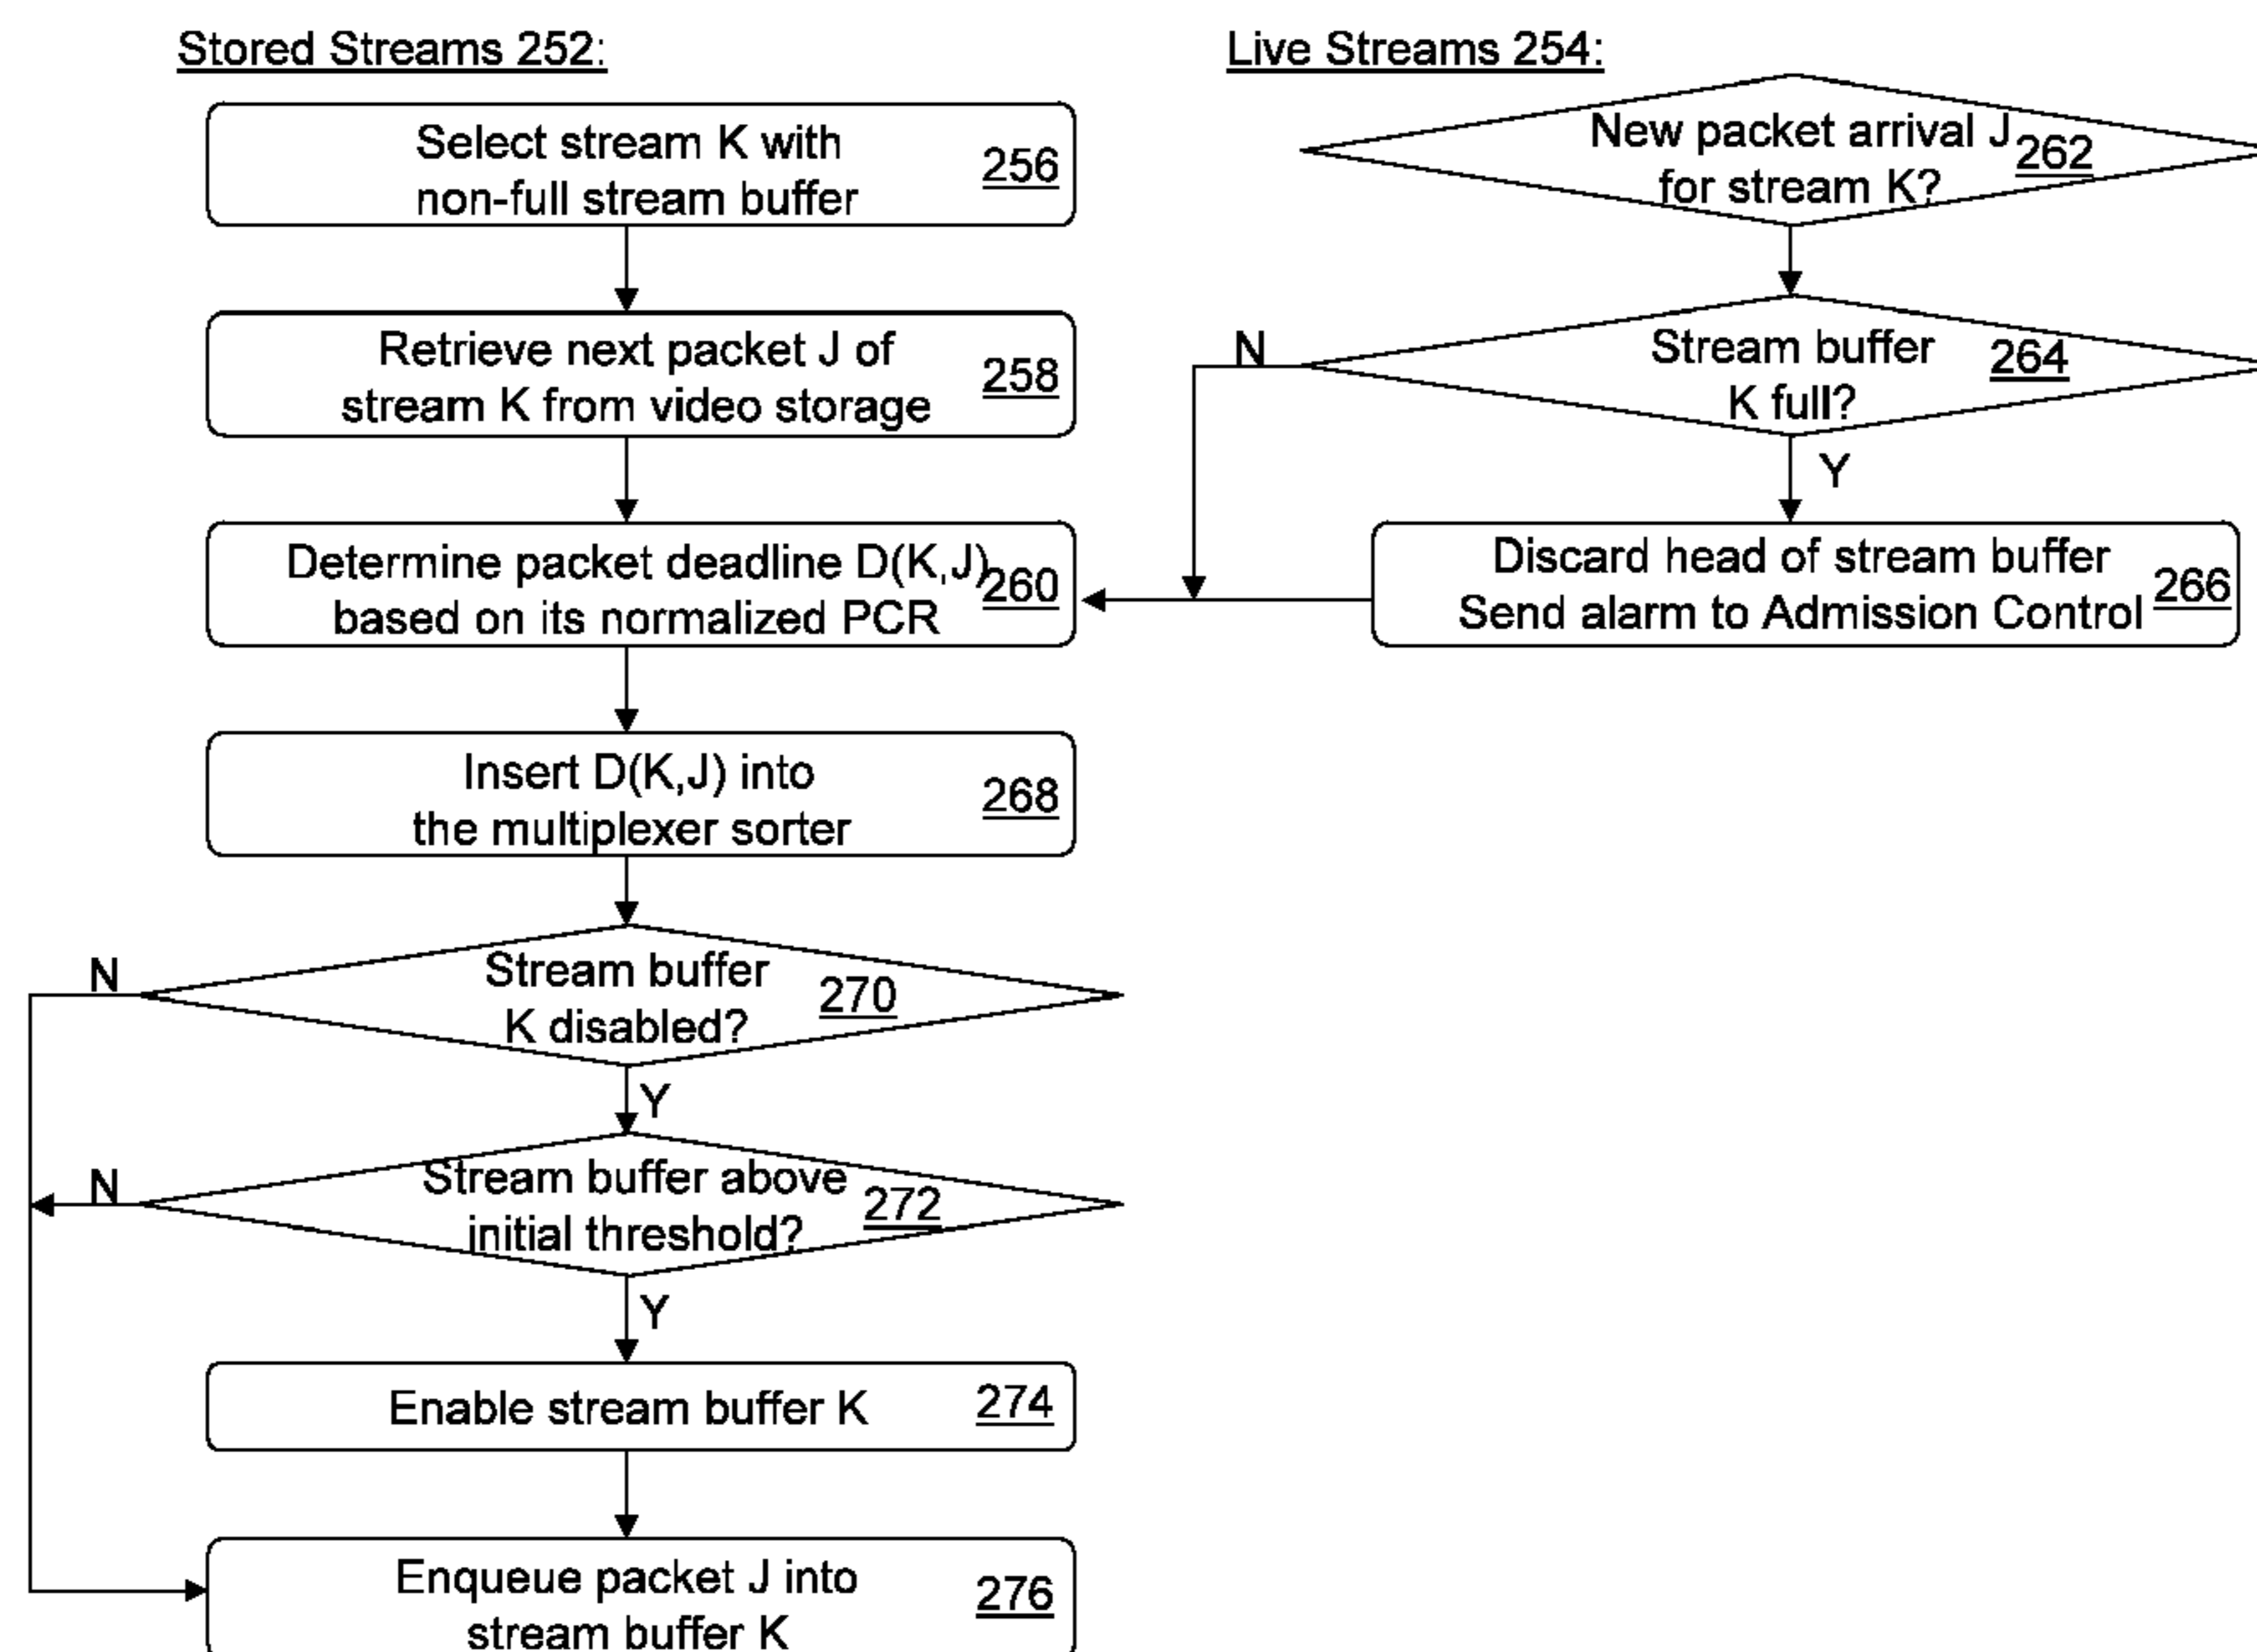 Stored Streams 252:
Select stream K with
non-full stream buffer
256
Retrieve next packet J of
stream K from video storage
258
Determine packet deadline D(K,J)
based on its normalized PCR
260
Insert D(K,J) into
the multiplexer sorter
268
N
Stream buffer
K disabled?
270
Y
N
Stream buffer above
initial threshold?
272
Y
Enable stream buffer K
274
Enqueue packet J into
stream buffer K
276
Live Streams 254:
New packet arrival J
for stream K?
262
N
Stream buffer
K full?
264
Y
Discard head of stream buffer
Send alarm to Admission Control
266